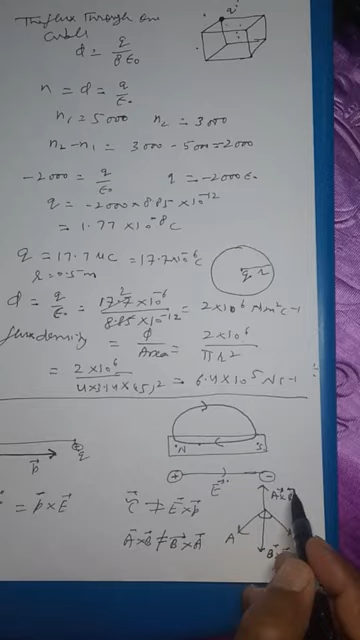 The flux through one
cube is
q
ϕ = q/8ε₀
n = ϕ = q/ε₀
n₁ = 5000 n₂ = 3000
n₂ - n₁ = 3000 - 5000 = -2000
-2000 = q/ε₀ q = -2000ε₀
q = -2000 × 8.85 × 10⁻¹²
= 1.77 × 10⁻⁸ C
q = 17.7 μC = 17.7×10⁻⁶ C
q r
r = 0.5 m
ϕ = q/ε₀ = 17.7 × 10⁻⁶ / 8.85 × 10⁻¹² = 2×10⁶ Nm²C⁻¹
flux density = ϕ/Area = 2×10⁶ / πr²
= 2×10⁶ / 4×3.14×(.5)² = 6.4×10⁵ NC⁻¹
N S
q
p⃗
+ E⃗ -
= p⃗ × E⃗ τ⃗ ≠ E⃗ × p⃗
A⃗ × B⃗ ≠ B⃗ × A⃗
A